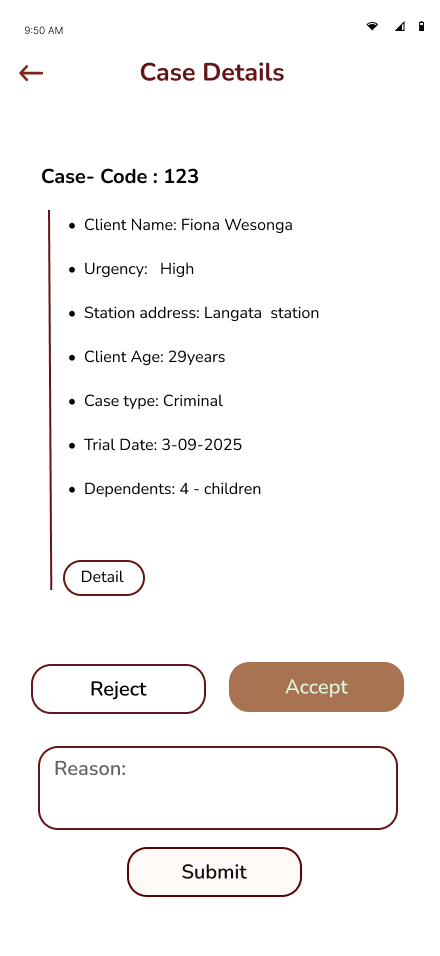 9:50 AM
Case Details
Case- Code : 123
• Client Name: Fiona Wesonga
• Urgency:   High
• Station address: Langata  station
• Client Age: 29years
• Case type: Criminal
• Trial Date: 3-09-2025
• Dependents: 4 - children
Detail
Reject
Accept
Reason:
Submit